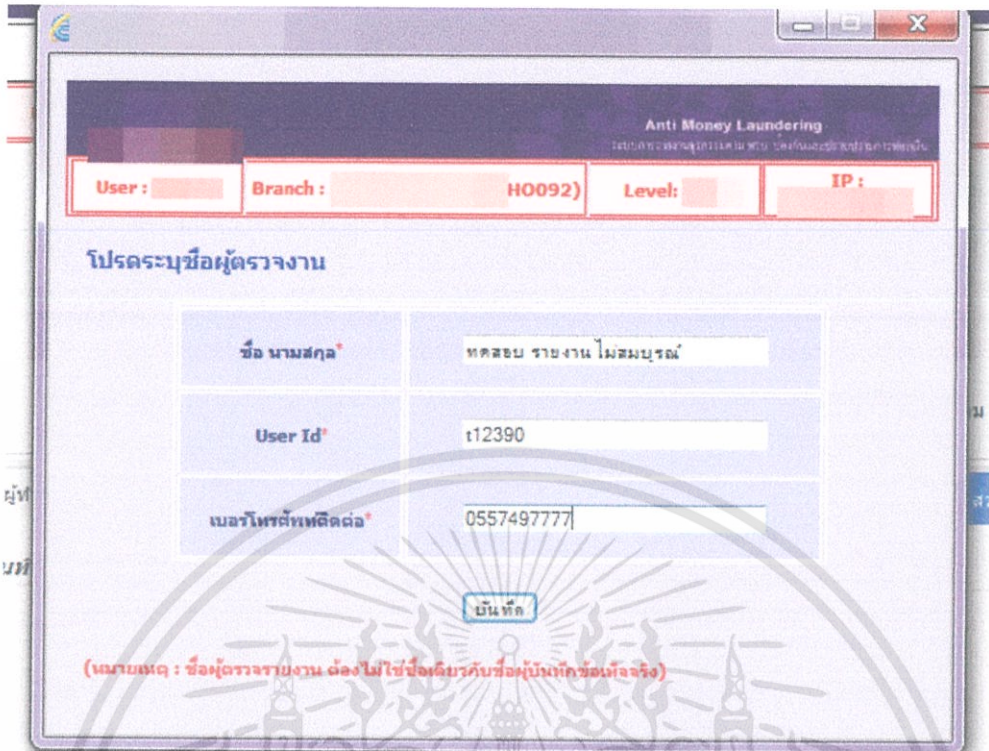 Anti Money Laundering
User :
Branch : HO092)
Level:
IP :
โปรดระบุชื่อผู้ตรวจงาน
ชื่อ นามสกุล*
ทดสอบ รายงาน ไม่สมบูรณ์
User Id*
t12390
เบอร์โทรศัพท์ติดต่อ*
0557497777
บันทึก
(หมายเหตุ : ชื่อผู้ตรวจรายงาน ต้องไม่ใช่ชื่อเดียวกับชื่อผู้บันทึกข้อเท็จจริง)